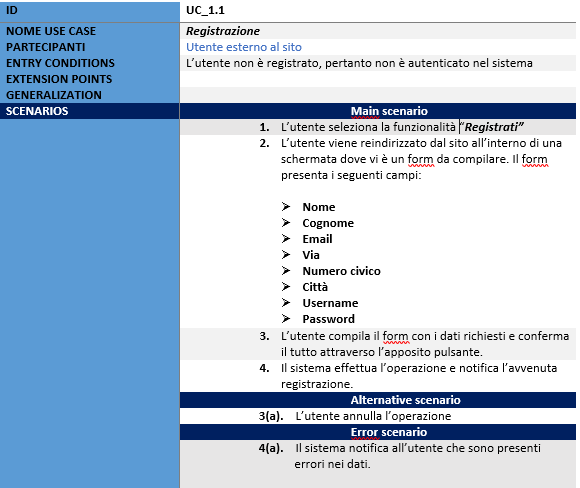 ID UC_1.1
NOME USE CASE Registrazione
PARTECIPANTI Utente esterno al sito
ENTRY CONDITIONS L'utente non è registrato, pertanto non è autenticato nel sistema
EXTENSION POINTS
GENERALIZATION
SCENARIOS Main scenario
1. L'utente seleziona la funzionalità "Registrati"
2. L'utente viene reindirizzato dal sito all'interno di una
schermata dove vi è un form da compilare. Il form
presenta i seguenti campi:
➢ Nome
➢ Cognome
➢ Email
➢ Via
➢ Numero civico
➢ Città
➢ Username
➢ Password
3. L'utente compila il form con i dati richiesti e conferma
il tutto attraverso l'apposito pulsante.
4. Il sistema effettua l'operazione e notifica l'avvenuta
registrazione.
Alternative scenario
3(a). L'utente annulla l'operazione
Error scenario
4(a). Il sistema notifica all'utente che sono presenti
errori nei dati.